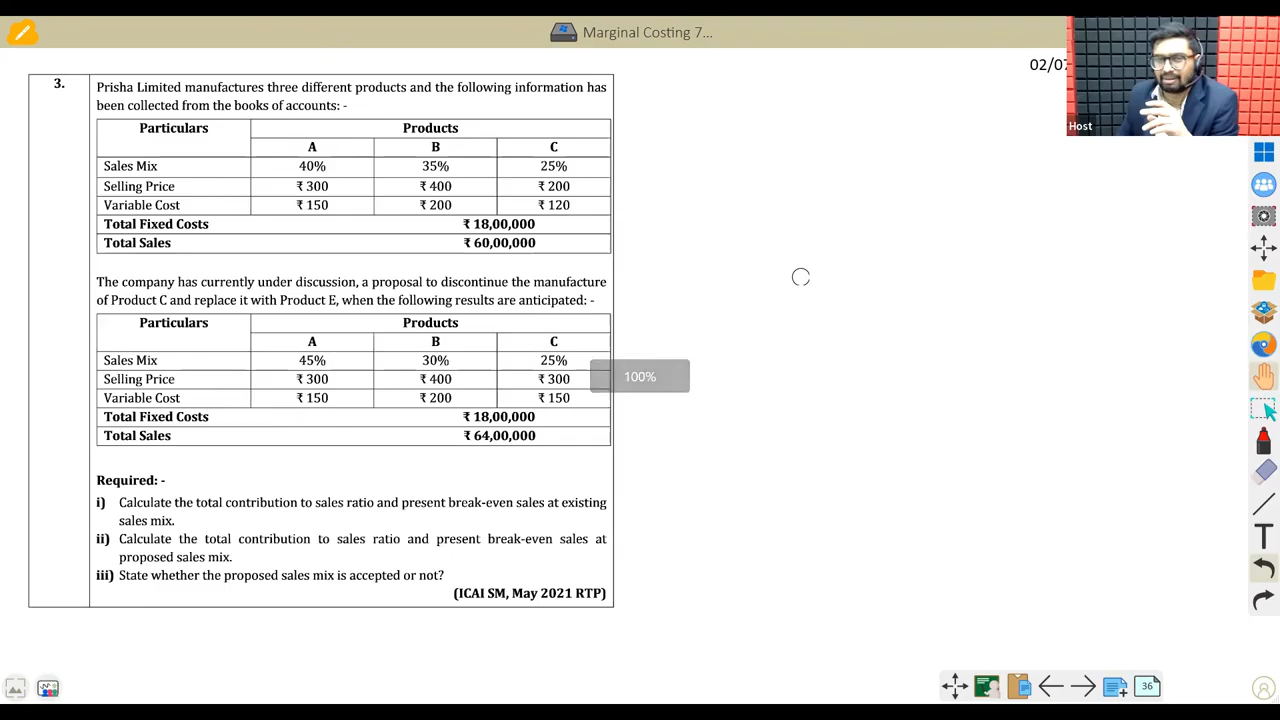 Marginal Costing 7...
02/07
Host
3.
Prisha Limited manufactures three different products and the following information has
been collected from the books of accounts: -
Particulars Products
A B C
Sales Mix 40% 35% 25%
Selling Price ₹ 300 ₹ 400 ₹ 200
Variable Cost ₹ 150 ₹ 200 ₹ 120
Total Fixed Costs ₹ 18,00,000
Total Sales ₹ 60,00,000
The company has currently under discussion, a proposal to discontinue the manufacture
of Product C and replace it with Product E, when the following results are anticipated: -
Particulars Products
A B C
Sales Mix 45% 30% 25%
Selling Price ₹ 300 ₹ 400 ₹ 300
100%
Variable Cost ₹ 150 ₹ 200 ₹ 150
Total Fixed Costs ₹ 18,00,000
Total Sales ₹ 64,00,000
Required: -
i) Calculate the total contribution to sales ratio and present break-even sales at existing
sales mix.
ii) Calculate the total contribution to sales ratio and present break-even sales at
proposed sales mix.
iii) State whether the proposed sales mix is accepted or not?
(ICAI SM, May 2021 RTP)
T
36